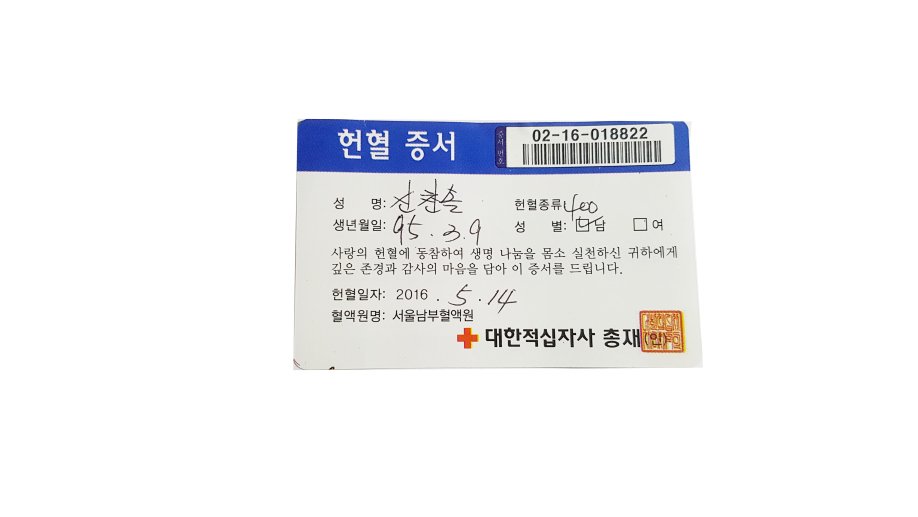 헌혈 증서
증서번호 02-16-018822
성 명: 신찬솔 헌혈종류: 400
생년월일: 95. 3. 9 성 별: 남 여
사랑의 헌혈에 동참하여 생명 나눔을 몸소 실천하신 귀하에게
깊은 존경과 감사의 마음을 담아 이 증서를 드립니다.
헌혈일자: 2016 . 5 . 14
혈액원명: 서울남부혈액원
대한적십자사 총재 (인)